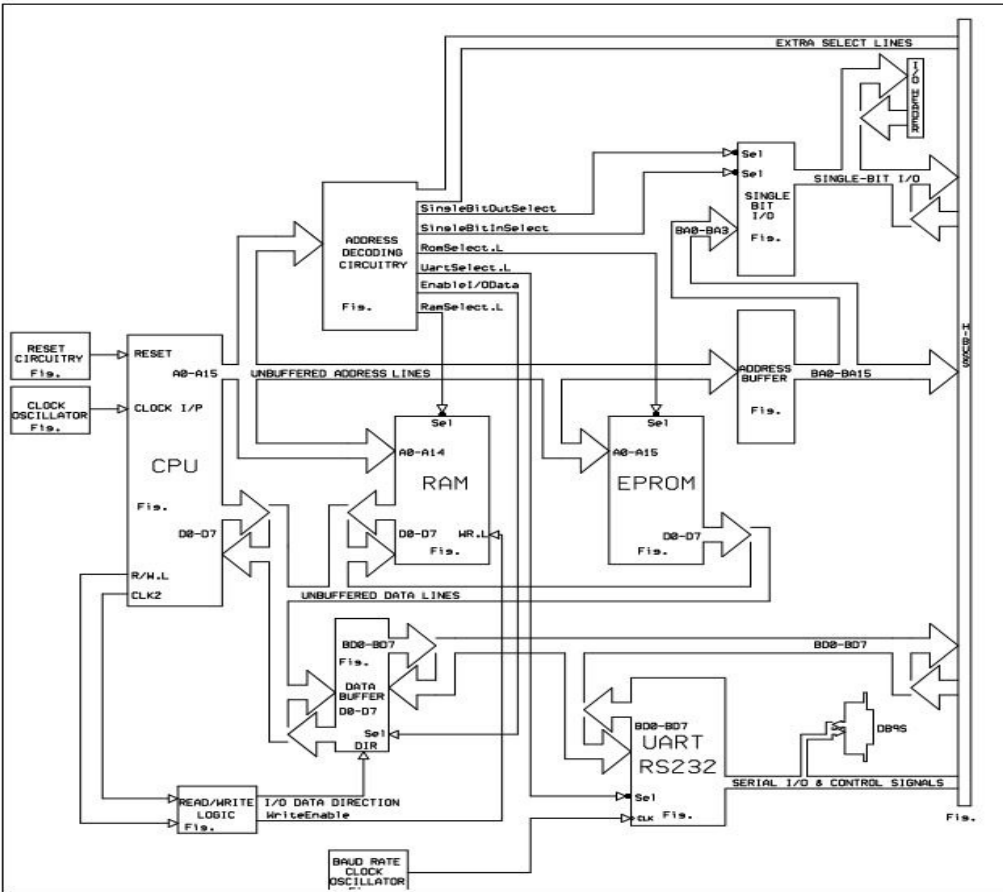 EXTRA SELECT LINES
I/O HEADER
Sel
Sel
SINGLE
BIT
I/O
Fig.
SINGLE-BIT I/O
BA0-BA3
ADDRESS
DECODING
CIRCUITRY
Fig.
SingleBitOutSelect
SingleBitInSelect
RomSelect.L
UartSelect.L
EnableI/OData
RamSelect.L
RESET
CIRCUITRY
Fig.
CLOCK
OSCILLATOR
Fig.
RESET
A0-A15
CLOCK I/P
CPU
Fig.
D0-D7
R/W.L
CLK2
UNBUFFERED ADDRESS LINES
ADDRESS
BUFFER
Fig.
BA0-BA15
Sel
A0-A14
RAM
D0-D7
WR.L
Fig.
Sel
A0-A15
EPROM
D0-D7
Fig.
UNBUFFERED DATA LINES
BD0-BD7
Fig.
DATA
BUFFER
D0-D7
Sel
DIR
BD0-BD7
BD0-BD7
UART
RS232
Sel
CLK
Fig.
DB9S
SERIAL I/O & CONTROL SIGNALS
READ/WRITE
LOGIC
Fig.
I/O DATA DIRECTION
WriteEnable
BAUD RATE
CLOCK
OSCILLATOR
Fig.